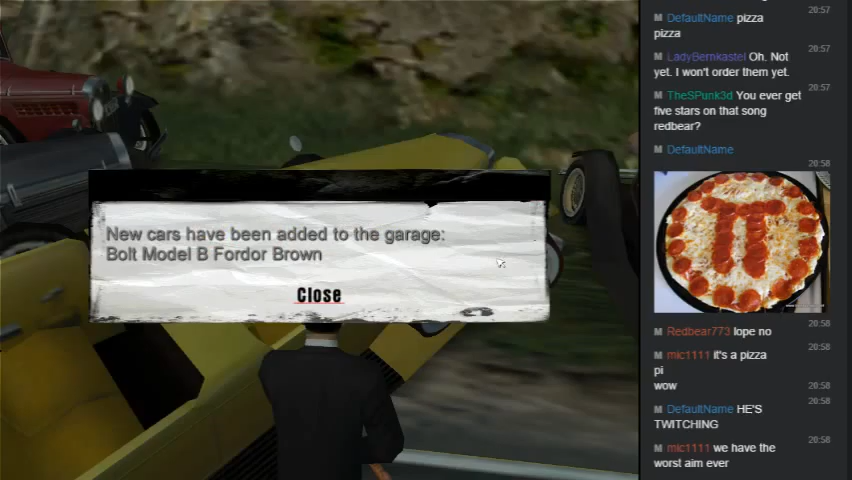 New cars have been added to the garage:
Bolt Model B Fordor Brown
Close
20:57
M DefaultName pizza
pizza
20:57
M LadyBernkastel Oh. Not
yet. I won't order them yet.
20:57
M TheSPunk3d You ever get
five stars on that song
redbear?
M DefaultName
20:58
M Redbear773 lope no
20:58
M mic1111 it's a pizza
20:58
pi
wow
20:58
20:58
M DefaultName HE'S
TWITCHING
M mic1111 we have the
20:58
worst aim ever